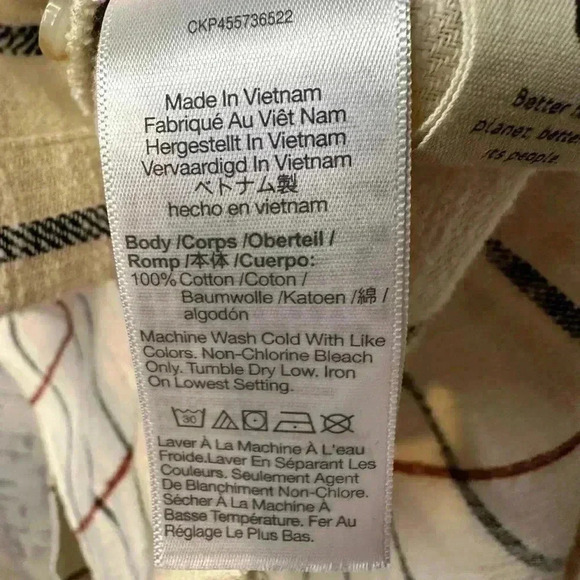 CKP455736522
Made In Vietnam
Fabriqué Au Viêt Nam
Hergestellt In Vietnam
Vervaardigd In Vietnam
ベトナム製
hecho en vietnam
Body /Corps /Oberteil /
Romp /本体 /Cuerpo:
100% Cotton /Coton /
Baumwolle /Katoen /綿 /
algodón
Machine Wash Cold With Like
Colors. Non-Chlorine Bleach
Only. Tumble Dry Low. Iron
On Lowest Setting.
30
Laver À La Machine À L'eau
Froide.Laver En Séparant Les
Couleurs. Seulement Agent
De Blanchiment Non-Chlore.
Sécher À La Machine À
Basse Température. Fer Au
Réglage Le Plus Bas.
Better
planet, better
its people